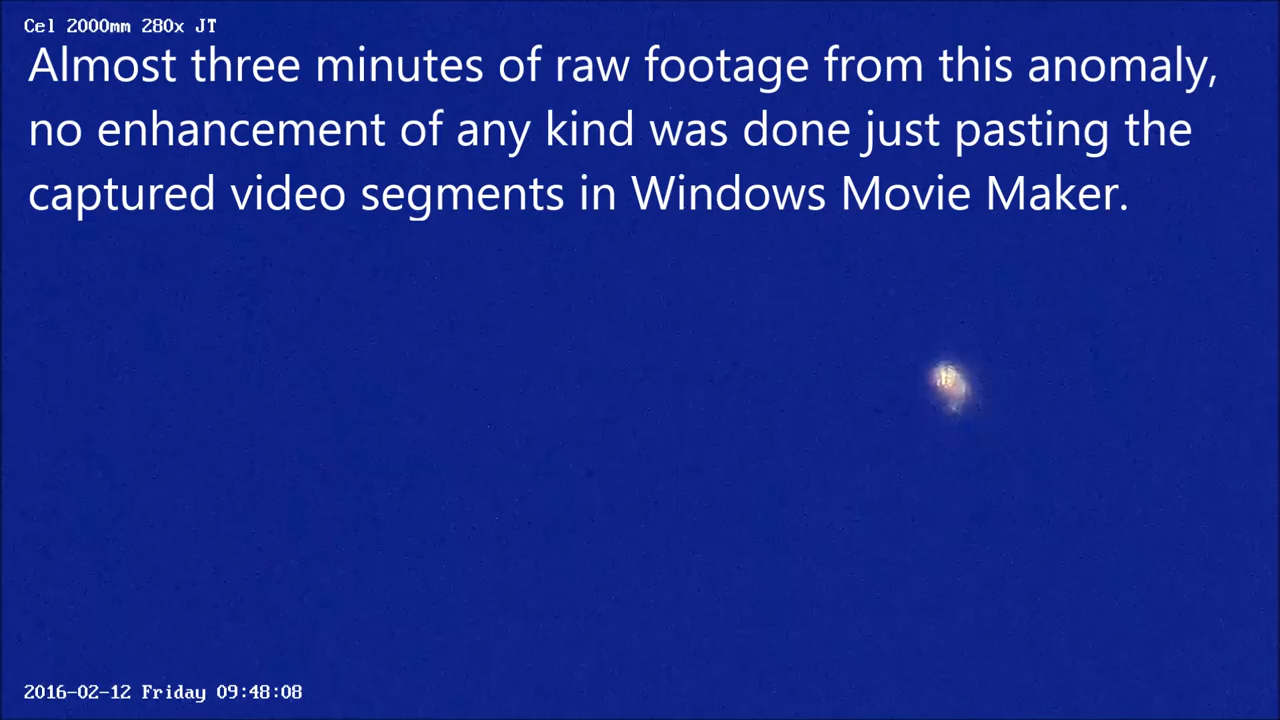 Cel 2000mm 280x JT
Almost three minutes of raw footage from this anomaly,
no enhancement of any kind was done just pasting the
captured video segments in Windows Movie Maker.
2016-02-12 Friday 09:48:08